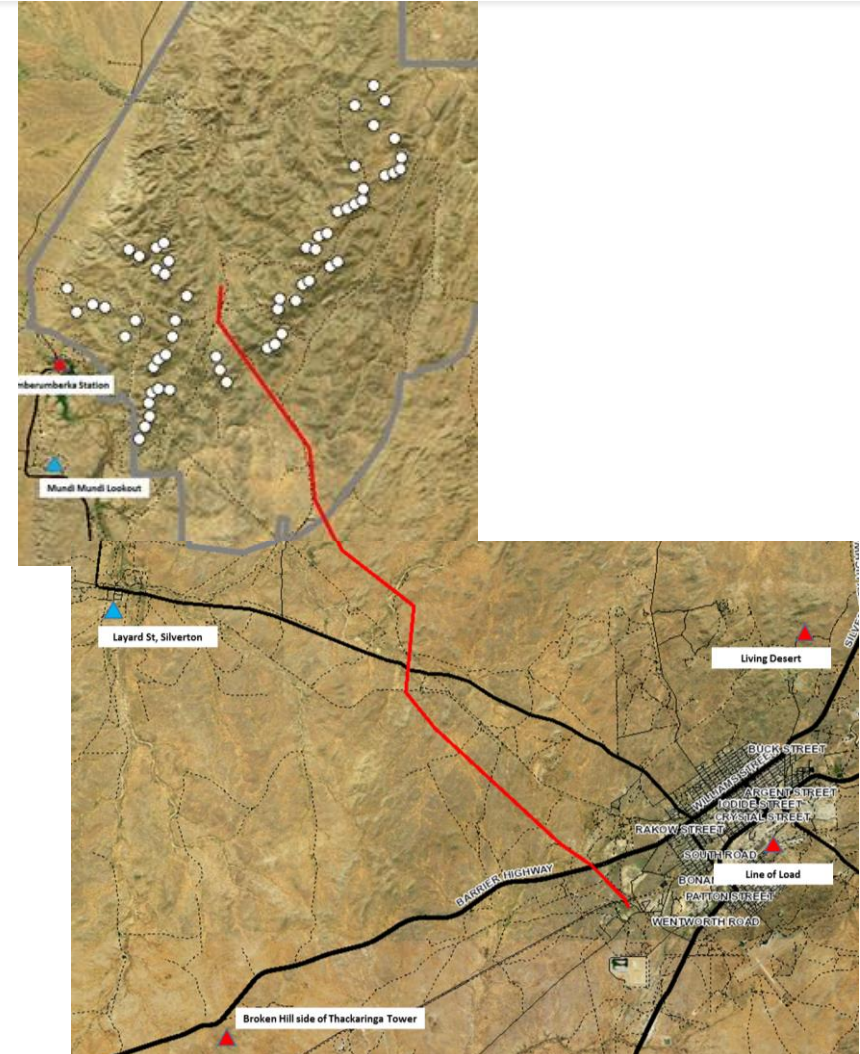 mberumberka Station
Mundi Mundi Lookout
Layard St, Silverton
Living Desert
BUCK STREET
WILLIAMS STREET
ARGENT STREET
IODIDE STREET
CRYSTAL STREET
RAKOW STREET
SOUTH ROAD
Line of Load
BONA
PATTON STREET
BARRIER HIGHWAY
WENTWORTH ROAD
Broken Hill side of Thackaringa Tower